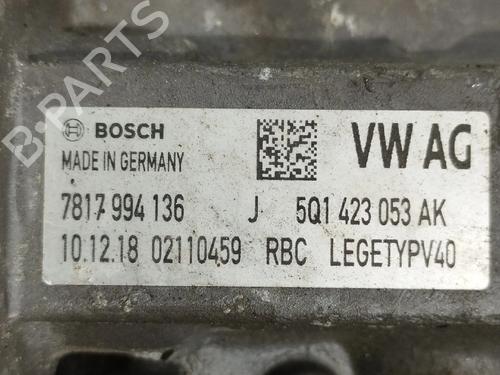 B-PARTS
BOSCH
VW AG
MADE IN GERMANY
7817 994 136 J 5Q1 423 053 AK
10.12.18 02110459 RBC LEGETYPV40